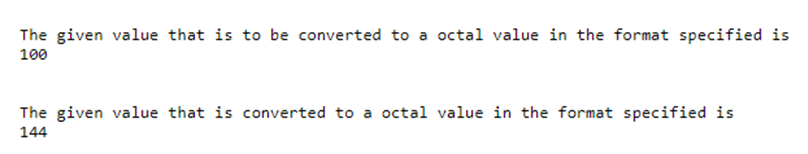 The given value that is to be converted to a octal value in the format specified is
100
The given value that is converted to a octal value in the format specified is
144